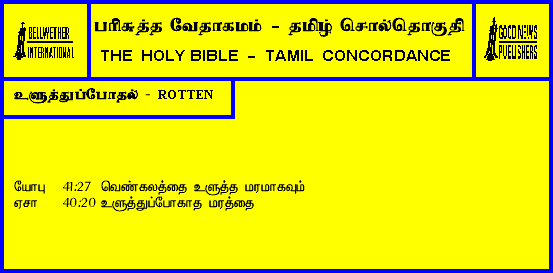 BELLWETHER
INTERNATIONAL
பரிசுத்த வேதாகமம் - தமிழ் சொல்தொகுதி
THE HOLY BIBLE - TAMIL CONCORDANCE
GOOD NEWS
PUBLISHERS
உளுத்துப்போதல் - ROTTEN
யோபு 41:27 வெண்கலத்தை உளுத்த மரமாகவும்
ஏசா 40:20 உளுத்துப்போகாத மரத்தை